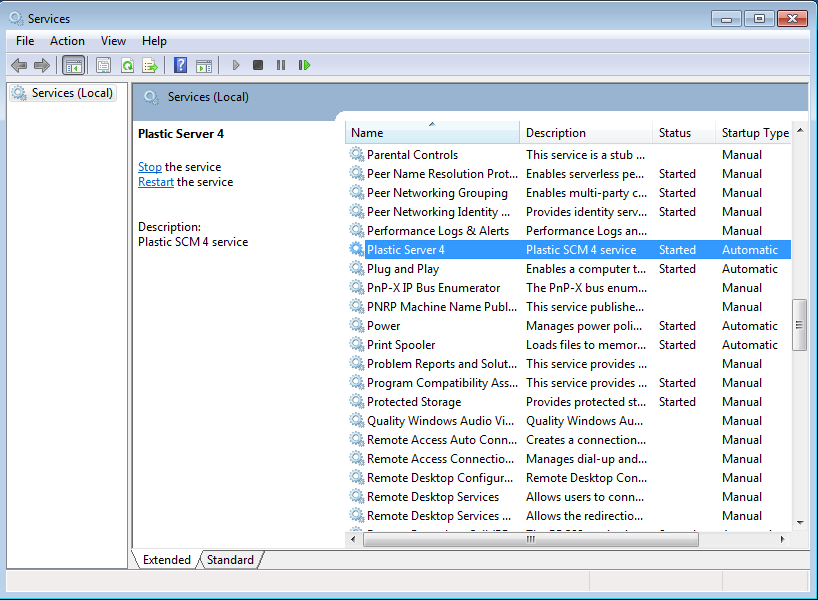 Services
File Action View Help
Services (Local)
Services (Local)
Plastic Server 4
Stop the service
Restart the service
Description:
Plastic SCM 4 service
Name Description Status Startup Type
Parental Controls This service is a stub ... Manual
Peer Name Resolution Prot... Enables serverless pe... Started Manual
Peer Networking Grouping Enables multi-party c... Started Manual
Peer Networking Identity ... Provides identity serv... Started Manual
Performance Logs & Alerts Performance Logs an... Manual
Plastic Server 4 Plastic SCM 4 service Started Automatic
Plug and Play Enables a computer t... Started Automatic
PnP-X IP Bus Enumerator The PnP-X bus enum... Manual
PNRP Machine Name Publ... This service publishe... Manual
Power Manages power poli... Started Automatic
Print Spooler Loads files to memor... Started Automatic
Problem Reports and Solut... This service provides ... Manual
Program Compatibility Ass... This service provides ... Started Manual
Protected Storage Provides protected st... Started Manual
Quality Windows Audio Vi... Quality Windows Au... Manual
Remote Access Auto Conn... Creates a connection... Manual
Remote Access Connectio... Manages dial-up and... Manual
Remote Desktop Configur... Remote Desktop Con... Manual
Remote Desktop Services Allows users to conn... Manual
Remote Desktop Services ... Allows the redirectio... Manual
Extended Standard